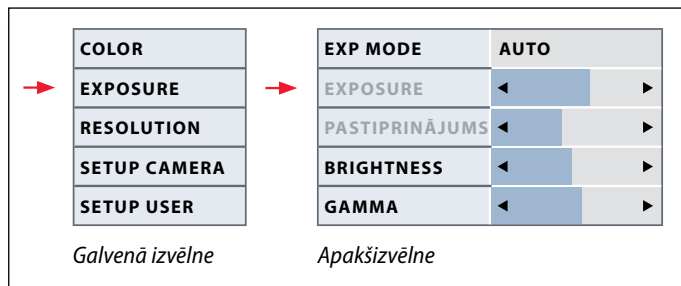 COLOR
EXPOSURE
RESOLUTION
SETUP CAMERA
SETUP USER
Galvenā izvēlne
EXP MODE AUTO
EXPOSURE
PASTIPRINĀJUMS
BRIGHTNESS
GAMMA
Apakšizvēlne